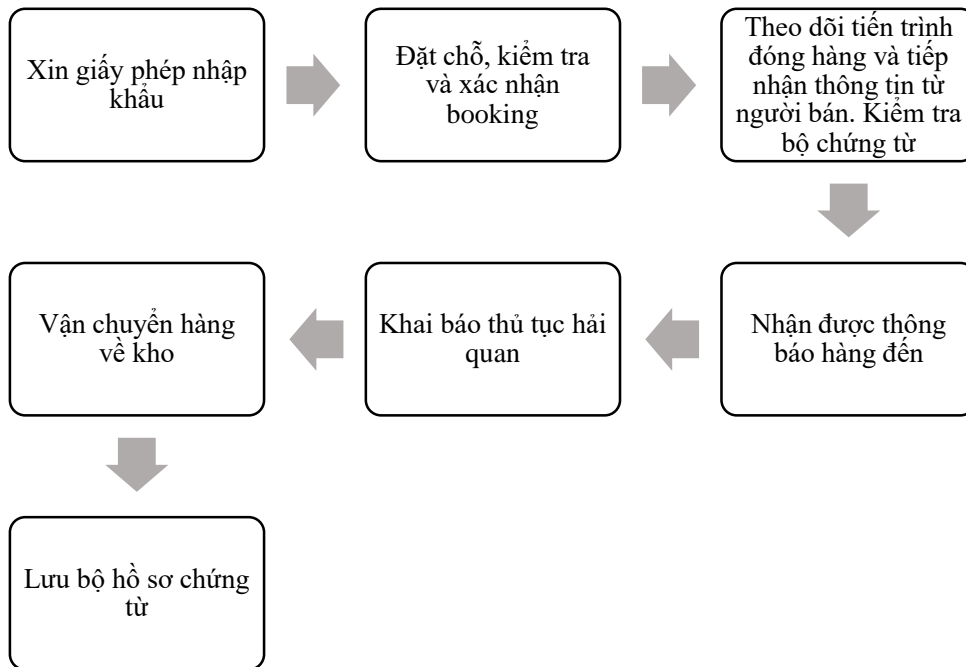 Xin giấy phép nhập
khẩu
Đặt chỗ, kiểm tra
và xác nhận
booking
Theo dõi tiến trình
đóng hàng và tiếp
nhận thông tin từ
người bán. Kiểm tra
bộ chứng từ
Nhận được thông
báo hàng đến
Khai báo thủ tục hải
quan
Vận chuyển hàng
về kho
Lưu bộ hồ sơ chứng
từ